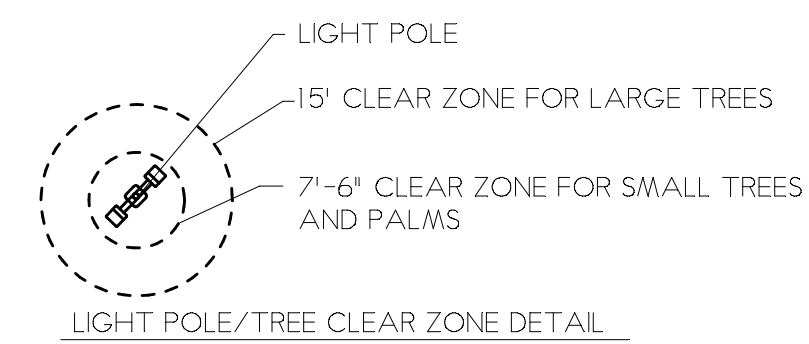 LIGHT POLE
15' CLEAR ZONE FOR LARGE TREES
7'-6" CLEAR ZONE FOR SMALL TREES
AND PALMS
LIGHT POLE/TREE CLEAR ZONE DETAIL